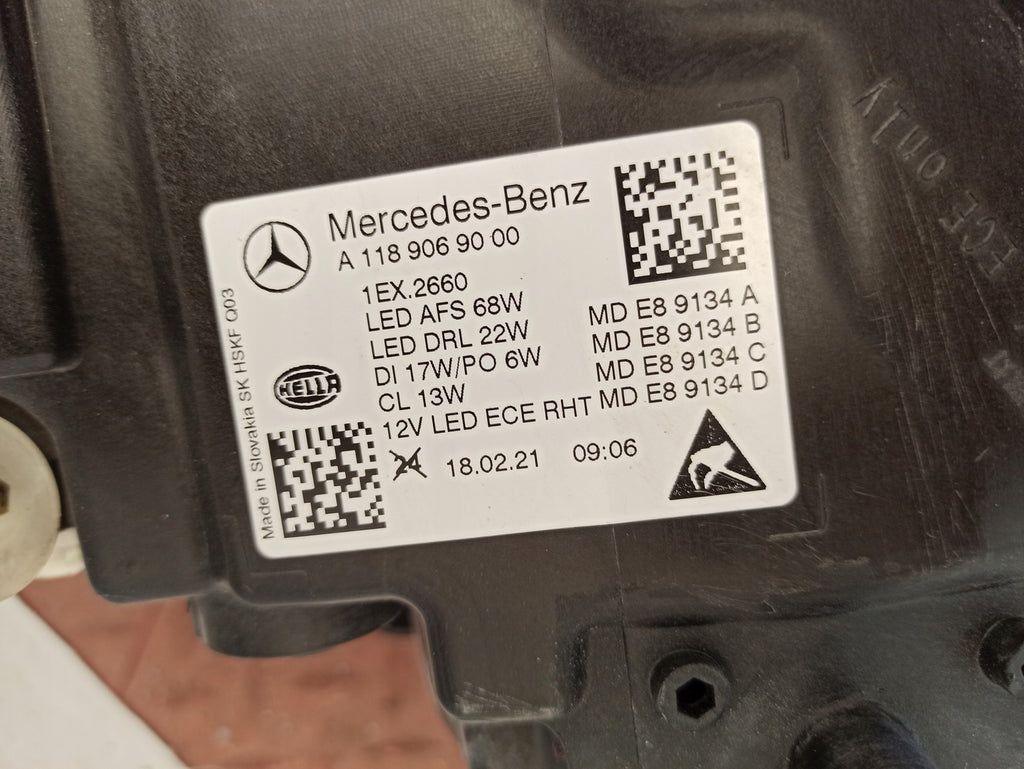 Mercedes-Benz
A 118 906 90 00
1EX.2660
LED AFS 68W MD E8 9134 A
LED DRL 22W MD E8 9134 B
DI 17W/PO 6W MD E8 9134 C
CL 13W MD E8 9134 D
12V LED ECE RHT
24 18.02.21 09:06
HELLA
Made in Slovakia SK HSKF Q03
ECE only